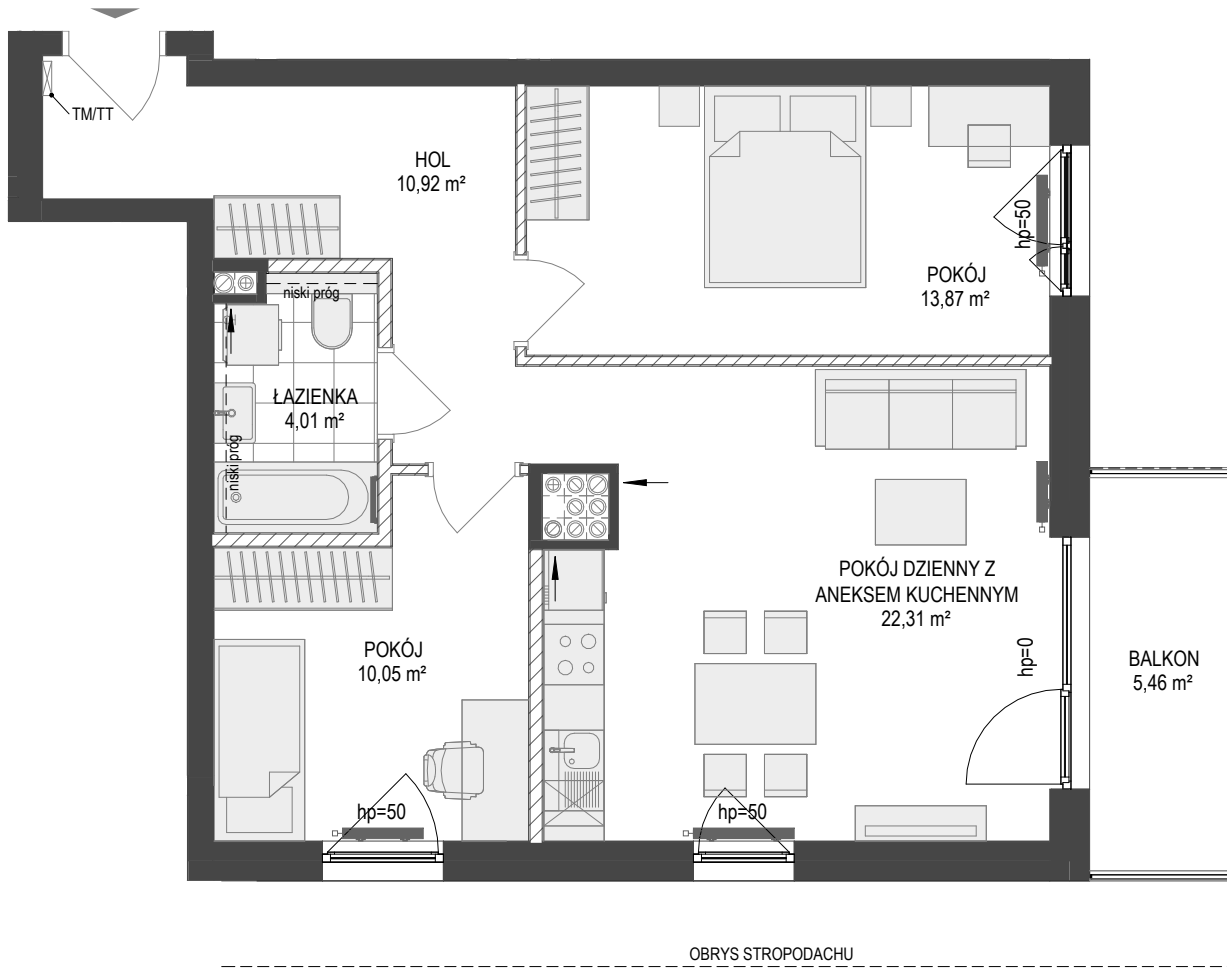 TM/TT
HOL
10,92 m²
hp=50
POKÓJ
13,87 m²
niski próg
ŁAZIENKA
4,01 m²
niski próg
POKÓJ DZIENNY Z
ANEKSEM KUCHENNYM
22,31 m²
POKÓJ
10,05 m²
hp=0
BALKON
5,46 m²
hp=50
hp=50
OBRYS STROPODACHU